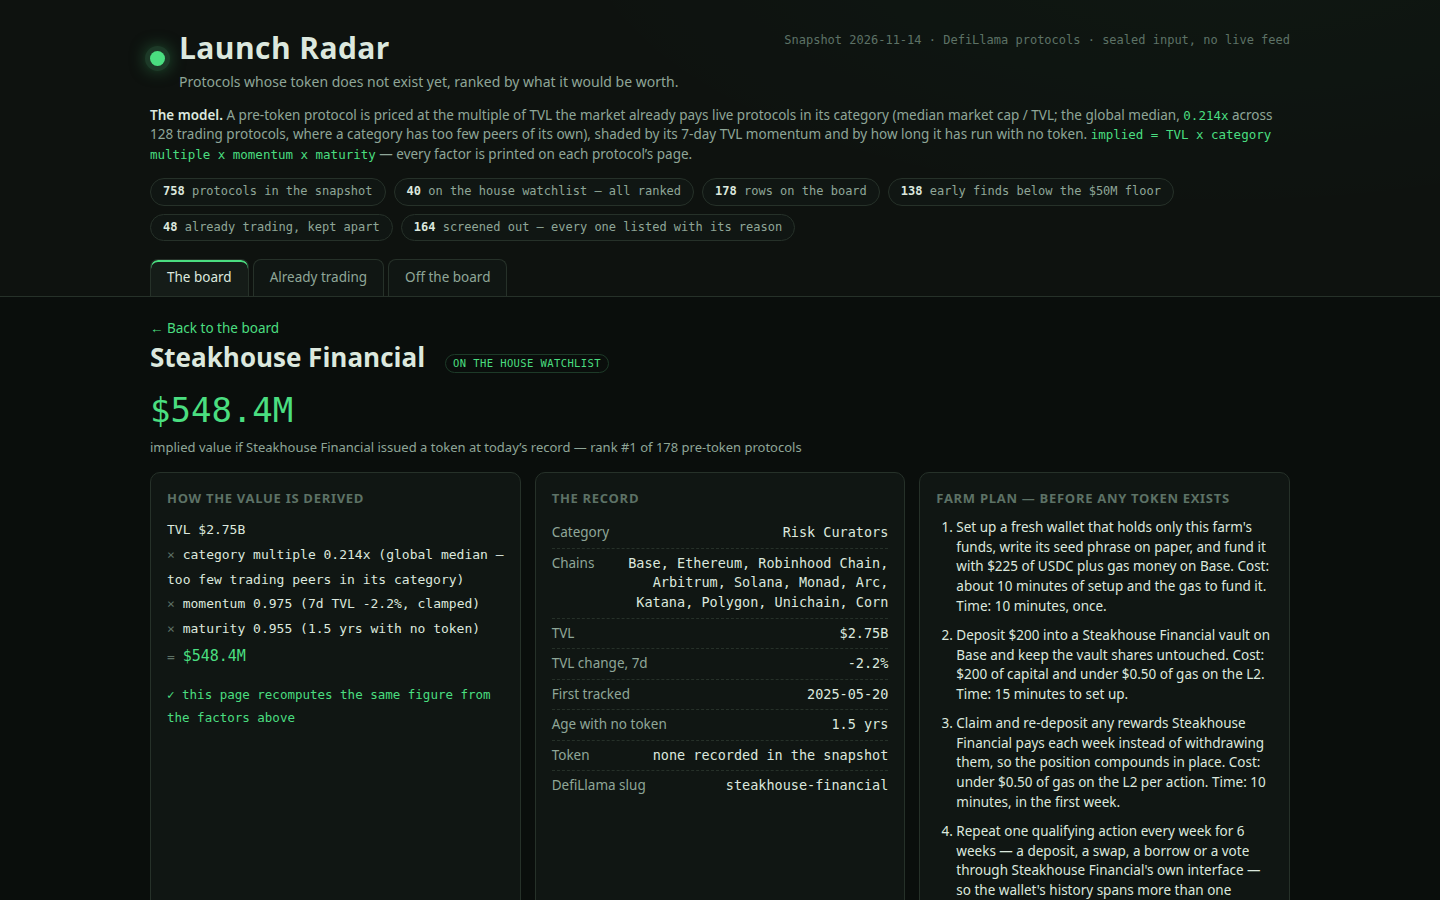 Launch Radar
Snapshot 2026-11-14 · DefiLlama protocols · sealed input, no live feed
Protocols whose token does not exist yet, ranked by what it would be worth.
The model. A pre-token protocol is priced at the multiple of TVL the market already pays live protocols in its category (median market cap / TVL; the global median, 0.214x across
128 trading protocols, where a category has too few peers of its own), shaded by its 7-day TVL momentum and by how long it has run with no token. implied = TVL x category
multiple x momentum x maturity — every factor is printed on each protocol's page.
758 protocols in the snapshot
40 on the house watchlist — all ranked
178 rows on the board
138 early finds below the $50M floor
48 already trading, kept apart
164 screened out — every one listed with its reason
The board
Already trading
Off the board
← Back to the board
Steakhouse Financial
ON THE HOUSE WATCHLIST
$548.4M
implied value if Steakhouse Financial issued a token at today's record — rank #1 of 178 pre-token protocols
HOW THE VALUE IS DERIVED
TVL $2.75B
× category multiple 0.214x (global median —
too few trading peers in its category)
× momentum 0.975 (7d TVL -2.2%, clamped)
× maturity 0.955 (1.5 yrs with no token)
= $548.4M
✓ this page recomputes the same figure from
the factors above
THE RECORD
Category Risk Curators
Chains Base, Ethereum, Robinhood Chain,
Arbitrum, Solana, Monad, Arc,
Katana, Polygon, Unichain, Corn
TVL $2.75B
TVL change, 7d -2.2%
First tracked 2025-05-20
Age with no token 1.5 yrs
Token none recorded in the snapshot
DefiLlama slug steakhouse-financial
FARM PLAN — BEFORE ANY TOKEN EXISTS
1. Set up a fresh wallet that holds only this farm's
funds, write its seed phrase on paper, and fund it
with $225 of USDC plus gas money on Base. Cost:
about 10 minutes of setup and the gas to fund it.
Time: 10 minutes, once.
2. Deposit $200 into a Steakhouse Financial vault on
Base and keep the vault shares untouched. Cost:
$200 of capital and under $0.50 of gas on the L2.
Time: 15 minutes to set up.
3. Claim and re-deposit any rewards Steakhouse
Financial pays each week instead of withdrawing
them, so the position compounds in place. Cost:
under $0.50 of gas on the L2 per action. Time: 10
minutes, in the first week.
4. Repeat one qualifying action every week for 6
weeks — a deposit, a swap, a borrow or a vote
through Steakhouse Financial's own interface —
so the wallet's history spans more than one